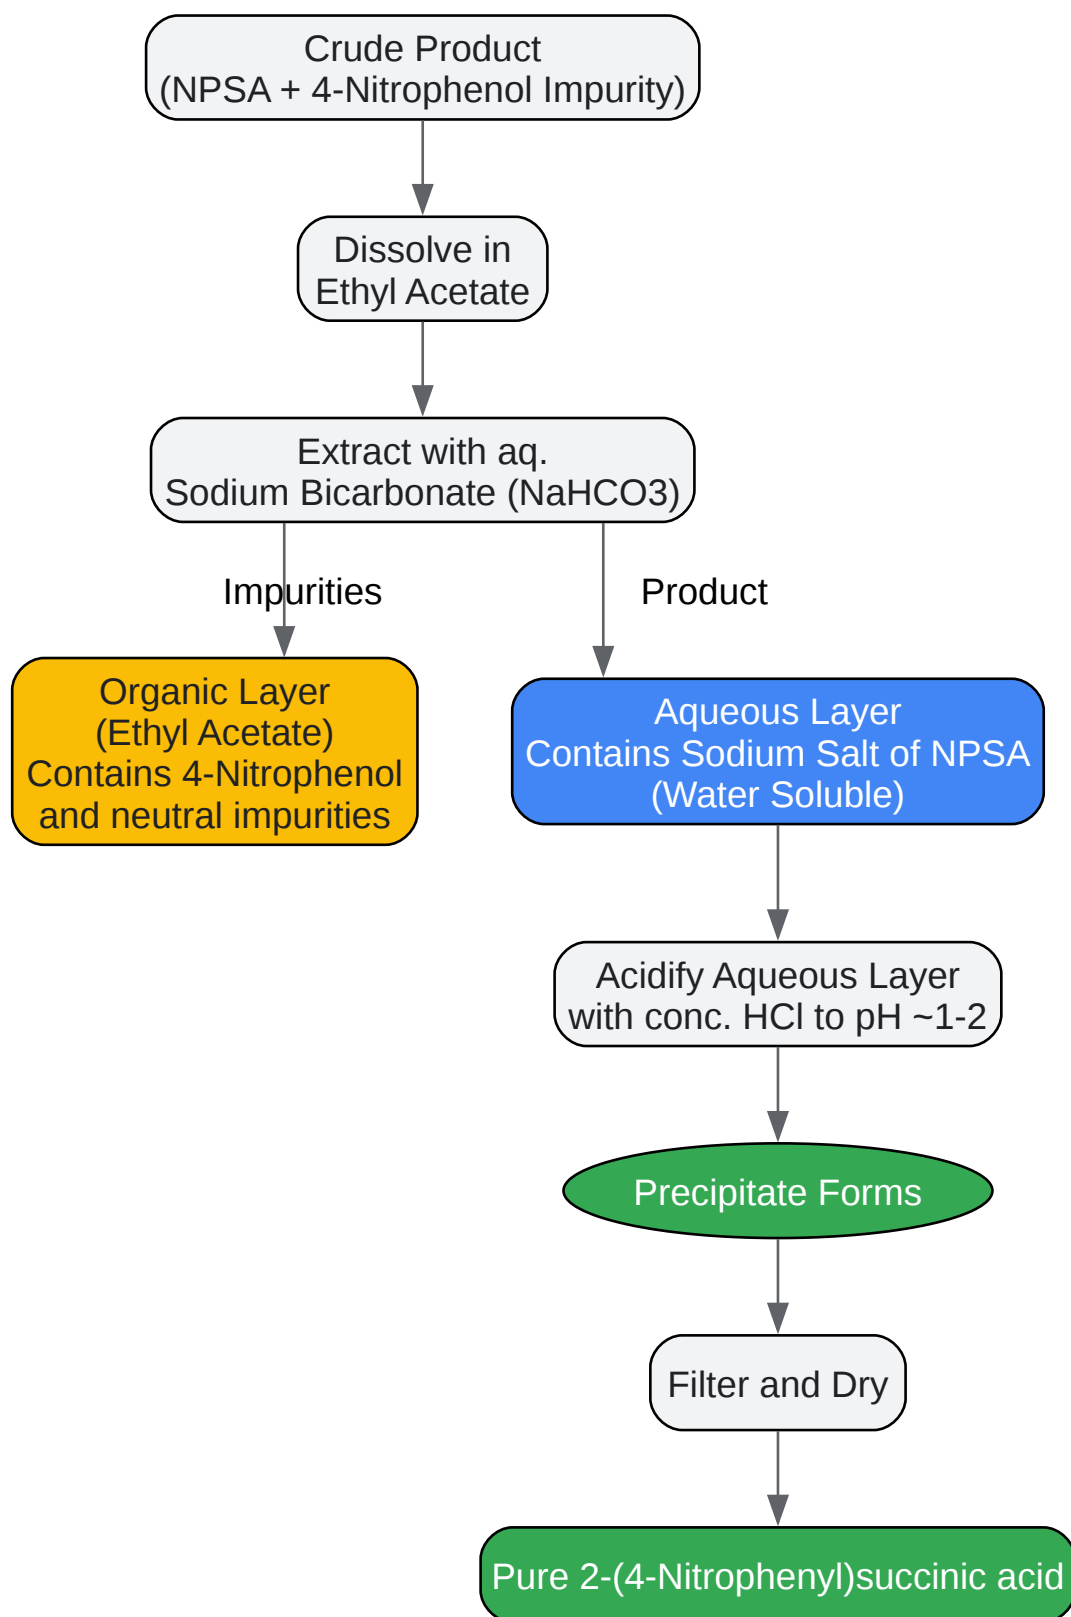 Crude Product
(NPSA + 4-Nitrophenol Impurity)
Dissolve in
Ethyl Acetate
Extract with aq.
Sodium Bicarbonate (NaHCO3)
Impurities
Product
Organic Layer
(Ethyl Acetate)
Contains 4-Nitrophenol
and neutral impurities
Aqueous Layer
Contains Sodium Salt of NPSA
(Water Soluble)
Acidify Aqueous Layer
with conc. HCl to pH ~1-2
Precipitate Forms
Filter and Dry
Pure 2-(4-Nitrophenyl)succinic acid